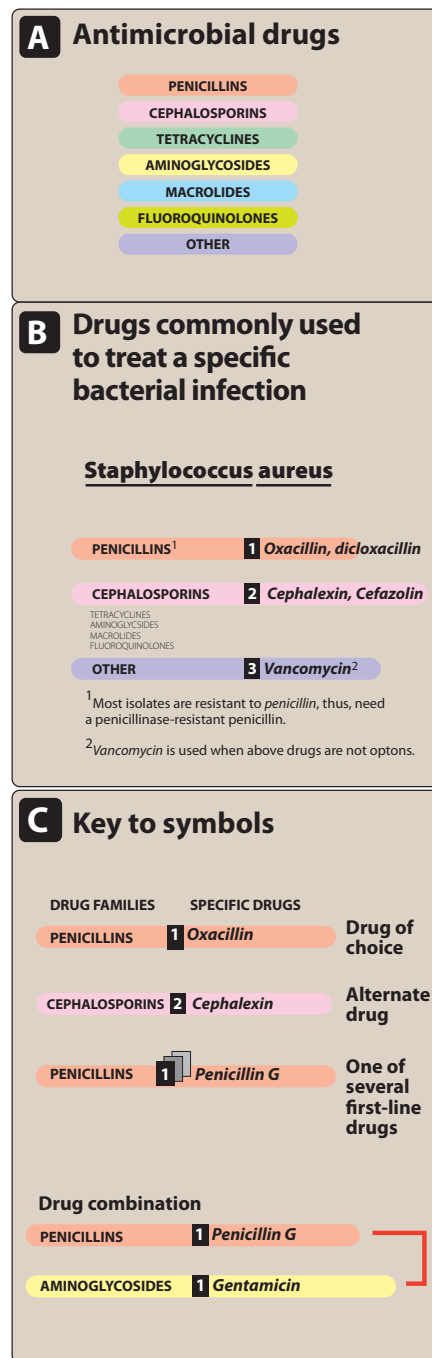 A Antimicrobial drugs
PENICILLINS
CEPHALOSPORINS
TETRACYCLINES
AMINOGLYCOSIDES
MACROLIDES
FLUOROQUINOLONES
OTHER
B Drugs commonly used
to treat a specific
bacterial infection
Staphylococcus aureus
PENICILLINS1 1 Oxacillin, dicloxacillin
CEPHALOSPORINS 2 Cephalexin, Cefazolin
TETRACYCLINES
AMINOGLYCSIDES
MACROLIDES
FLUOROQUINOLONES
OTHER 3 Vancomycin2
1Most isolates are resistant to penicillin, thus, need
a penicillinase-resistant penicillin.
2Vancomycin is used when above drugs are not optons.
C Key to symbols
DRUG FAMILIES SPECIFIC DRUGS
PENICILLINS 1 Oxacillin
Drug of
choice
CEPHALOSPORINS 2 Cephalexin
Alternate
drug
PENICILLINS 1 Penicillin G
One of
several
first-line
drugs
Drug combination
PENICILLINS 1 Penicillin G
AMINOGLYCOSIDES 1 Gentamicin